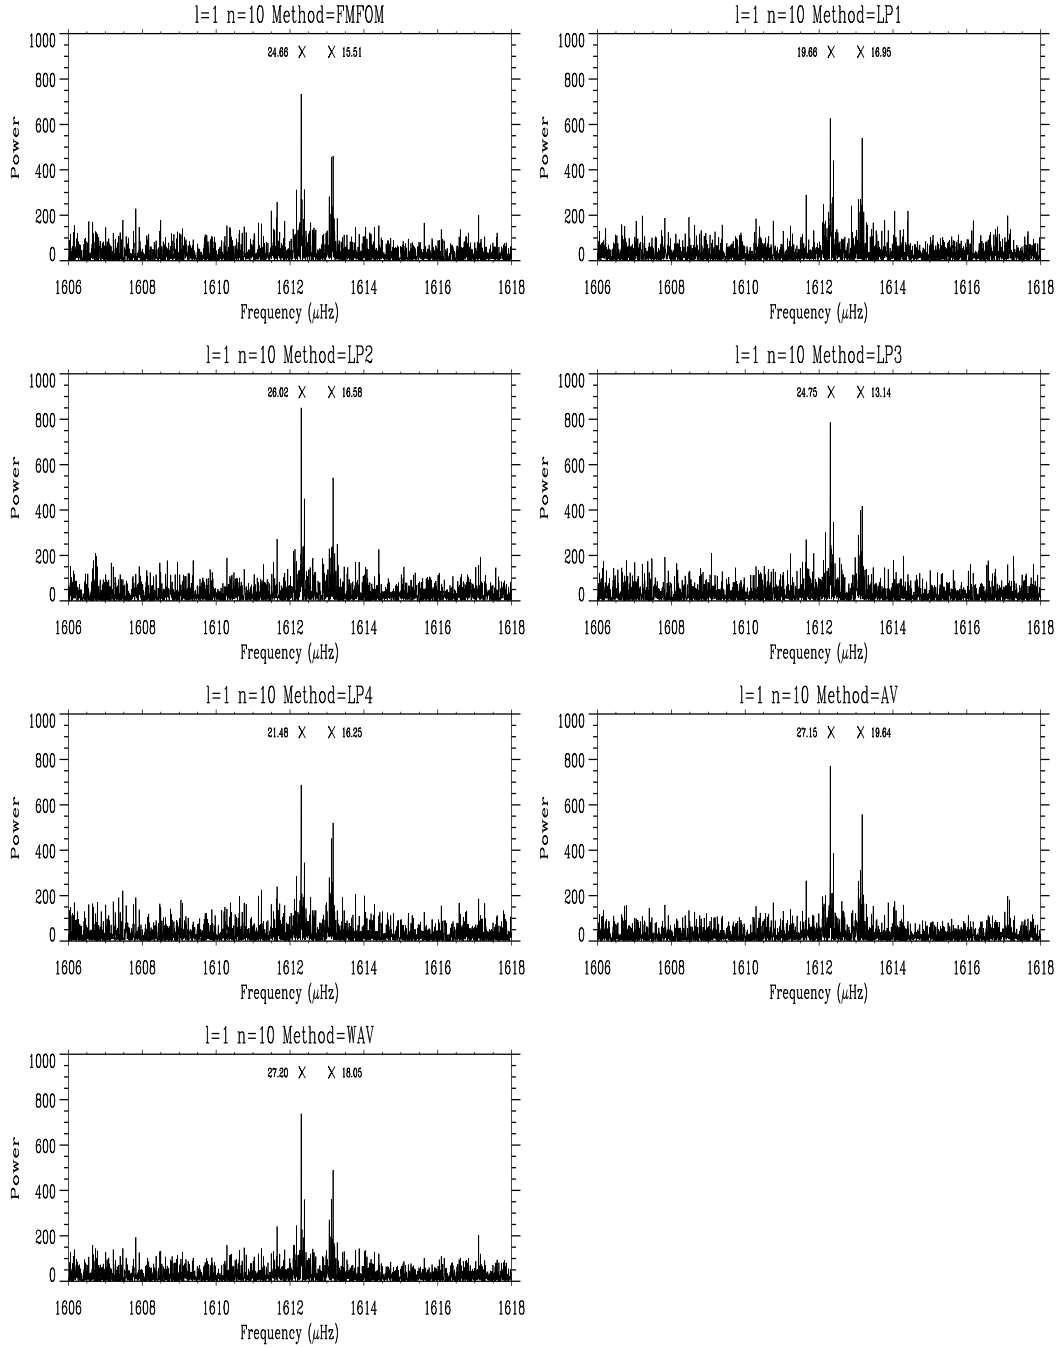 l=1 n=10 Method=FMFOM
1000
800
600
400
200
0
Power
24.66 X X 15.51
1606 1608 1610 1612 1614 1616 1618
Frequency (μHz)
l=1 n=10 Method=LP1
1000
800
600
400
200
0
Power
19.66 X X 16.95
1606 1608 1610 1612 1614 1616 1618
Frequency (μHz)
l=1 n=10 Method=LP2
1000
800
600
400
200
0
Power
26.02 X X 16.58
1606 1608 1610 1612 1614 1616 1618
Frequency (μHz)
l=1 n=10 Method=LP3
1000
800
600
400
200
0
Power
24.75 X X 13.14
1606 1608 1610 1612 1614 1616 1618
Frequency (μHz)
l=1 n=10 Method=LP4
1000
800
600
400
200
0
Power
21.48 X X 16.25
1606 1608 1610 1612 1614 1616 1618
Frequency (μHz)
l=1 n=10 Method=AV
1000
800
600
400
200
0
Power
27.15 X X 19.64
1606 1608 1610 1612 1614 1616 1618
Frequency (μHz)
l=1 n=10 Method=WAV
1000
800
600
400
200
0
Power
27.20 X X 18.05
1606 1608 1610 1612 1614 1616 1618
Frequency (μHz)